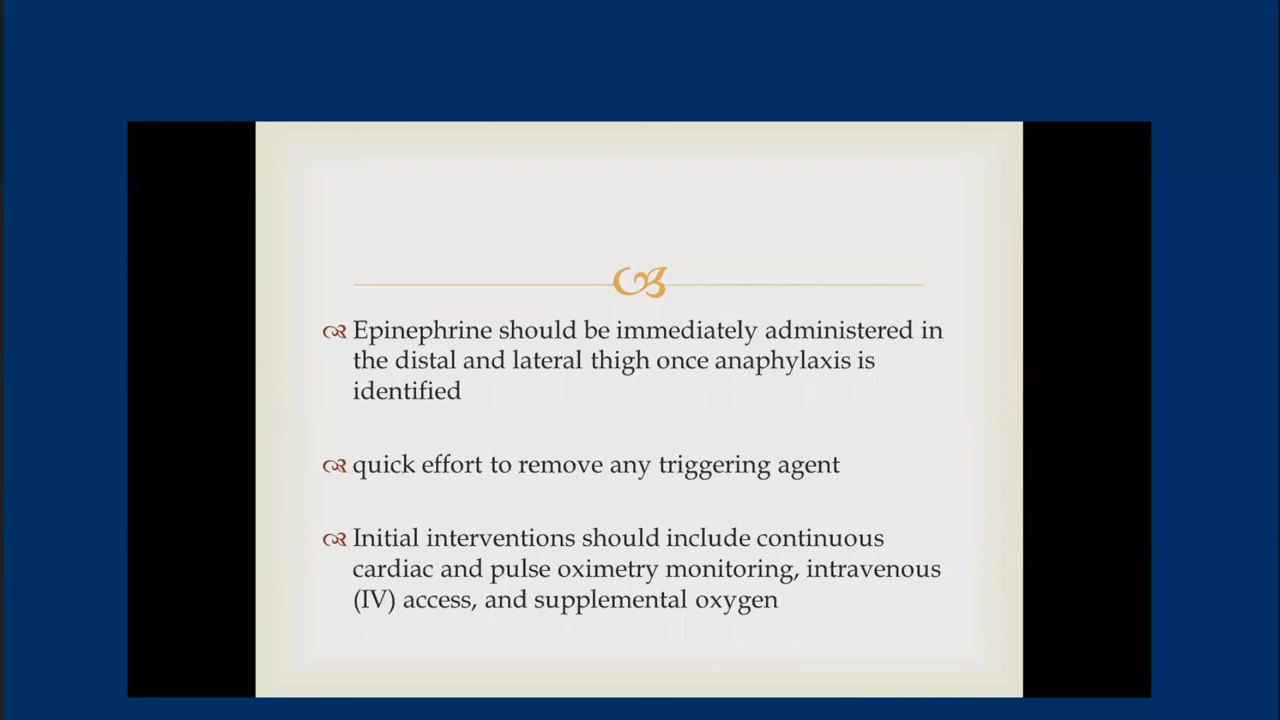 Epinephrine should be immediately administered in
the distal and lateral thigh once anaphylaxis is
identified
quick effort to remove any triggering agent
Initial interventions should include continuous
cardiac and pulse oximetry monitoring, intravenous
(IV) access, and supplemental oxygen